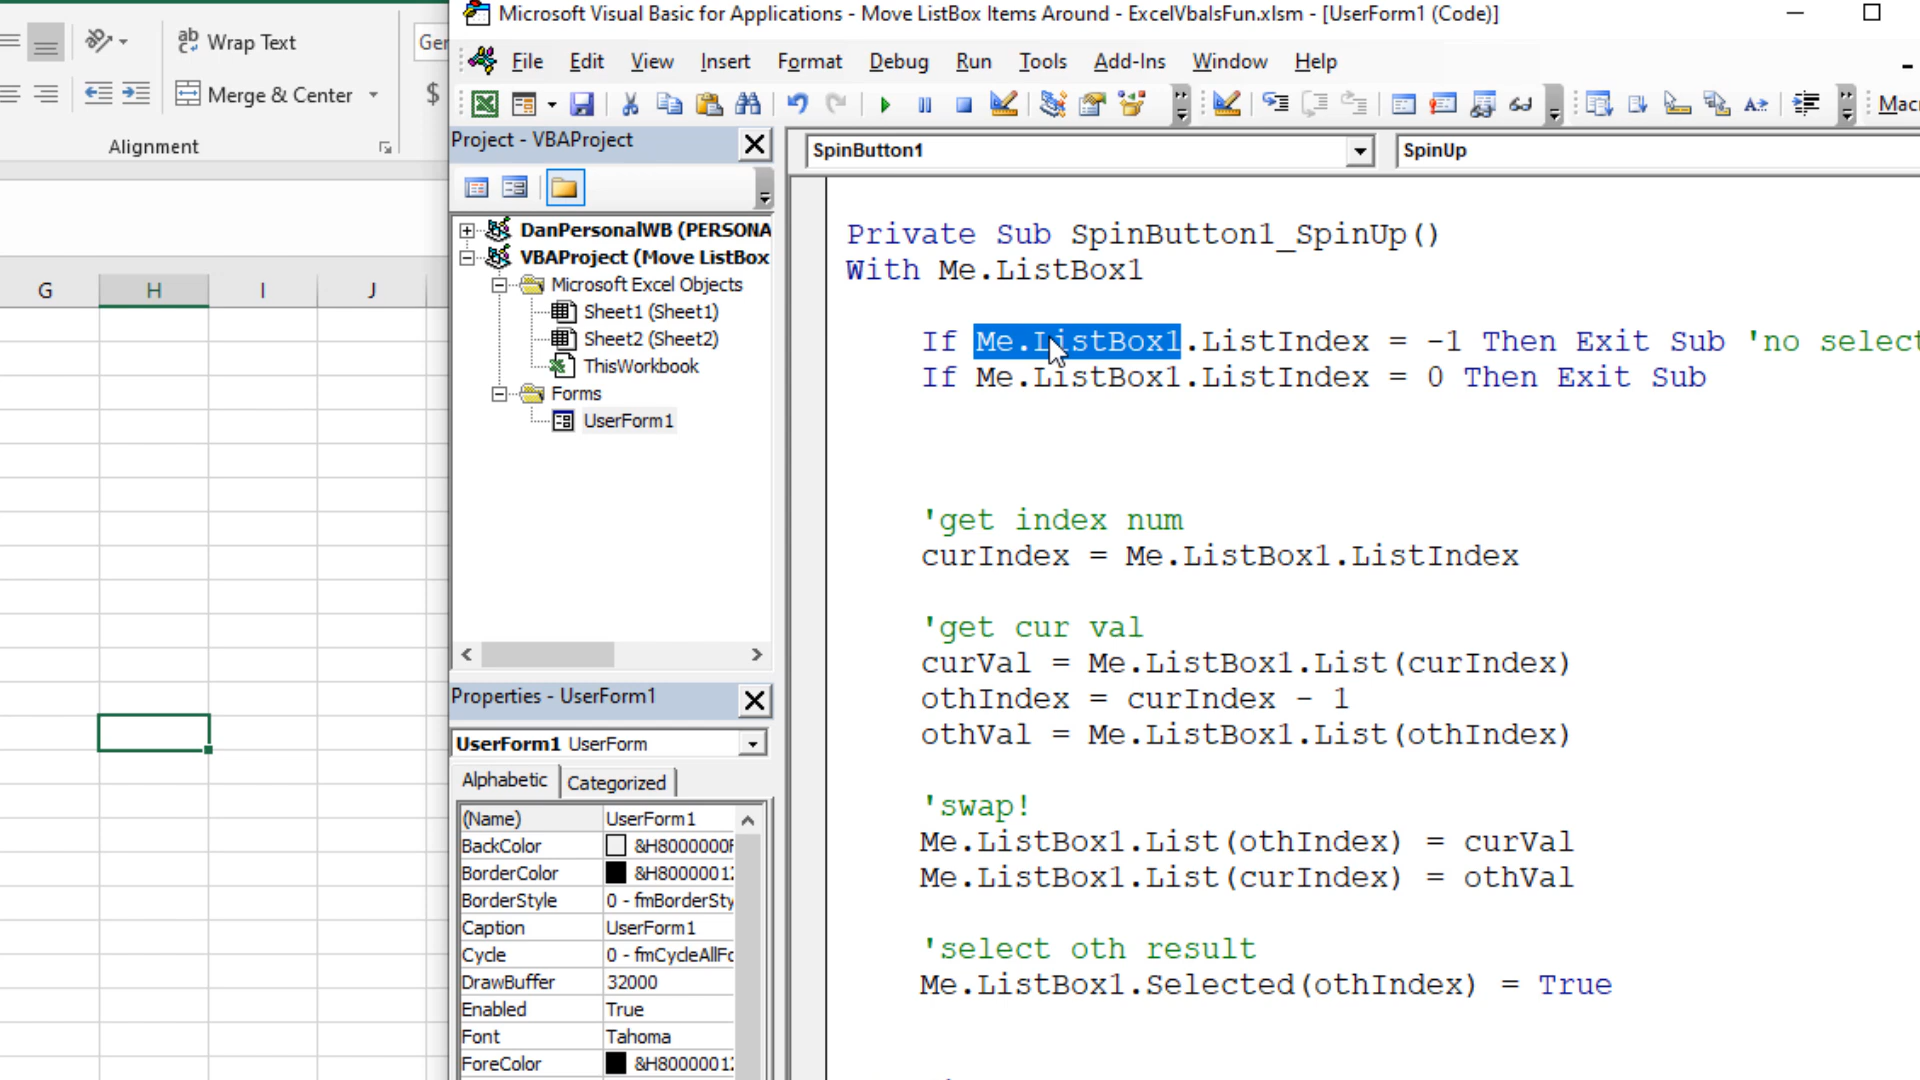 Microsoft Visual Basic for Applications - Move ListBox Items Around - ExcelVbaIsFun.xlsm - [UserForm1 (Code)]
Wrap Text
Merge & Center
$
Alignment
File Edit View Insert Format Debug Run Tools Add-Ins Window Help
Project - VBAProject
SpinButton1
SpinUp
DanPersonalWB (PERSONA
VBAProject (Move ListBox
Microsoft Excel Objects
Sheet1 (Sheet1)
Sheet2 (Sheet2)
ThisWorkbook
Forms
UserForm1
G H I J
Properties - UserForm1
UserForm1 UserForm
Alphabetic Categorized
(Name) UserForm1
BackColor &H8000000F
BorderColor &H80000012
BorderStyle 0 - fmBorderSty
Caption UserForm1
Cycle 0 - fmCycleAllFo
DrawBuffer 32000
Enabled True
Font Tahoma
ForeColor &H80000012
Private Sub SpinButton1_SpinUp()
With Me.ListBox1
If Me.ListBox1.ListIndex = -1 Then Exit Sub 'no select
If Me.ListBox1.ListIndex = 0 Then Exit Sub
'get index num
curIndex = Me.ListBox1.ListIndex
'get cur val
curVal = Me.ListBox1.List(curIndex)
othIndex = curIndex - 1
othVal = Me.ListBox1.List(othIndex)
'swap!
Me.ListBox1.List(othIndex) = curVal
Me.ListBox1.List(curIndex) = othVal
'select oth result
Me.ListBox1.Selected(othIndex) = True